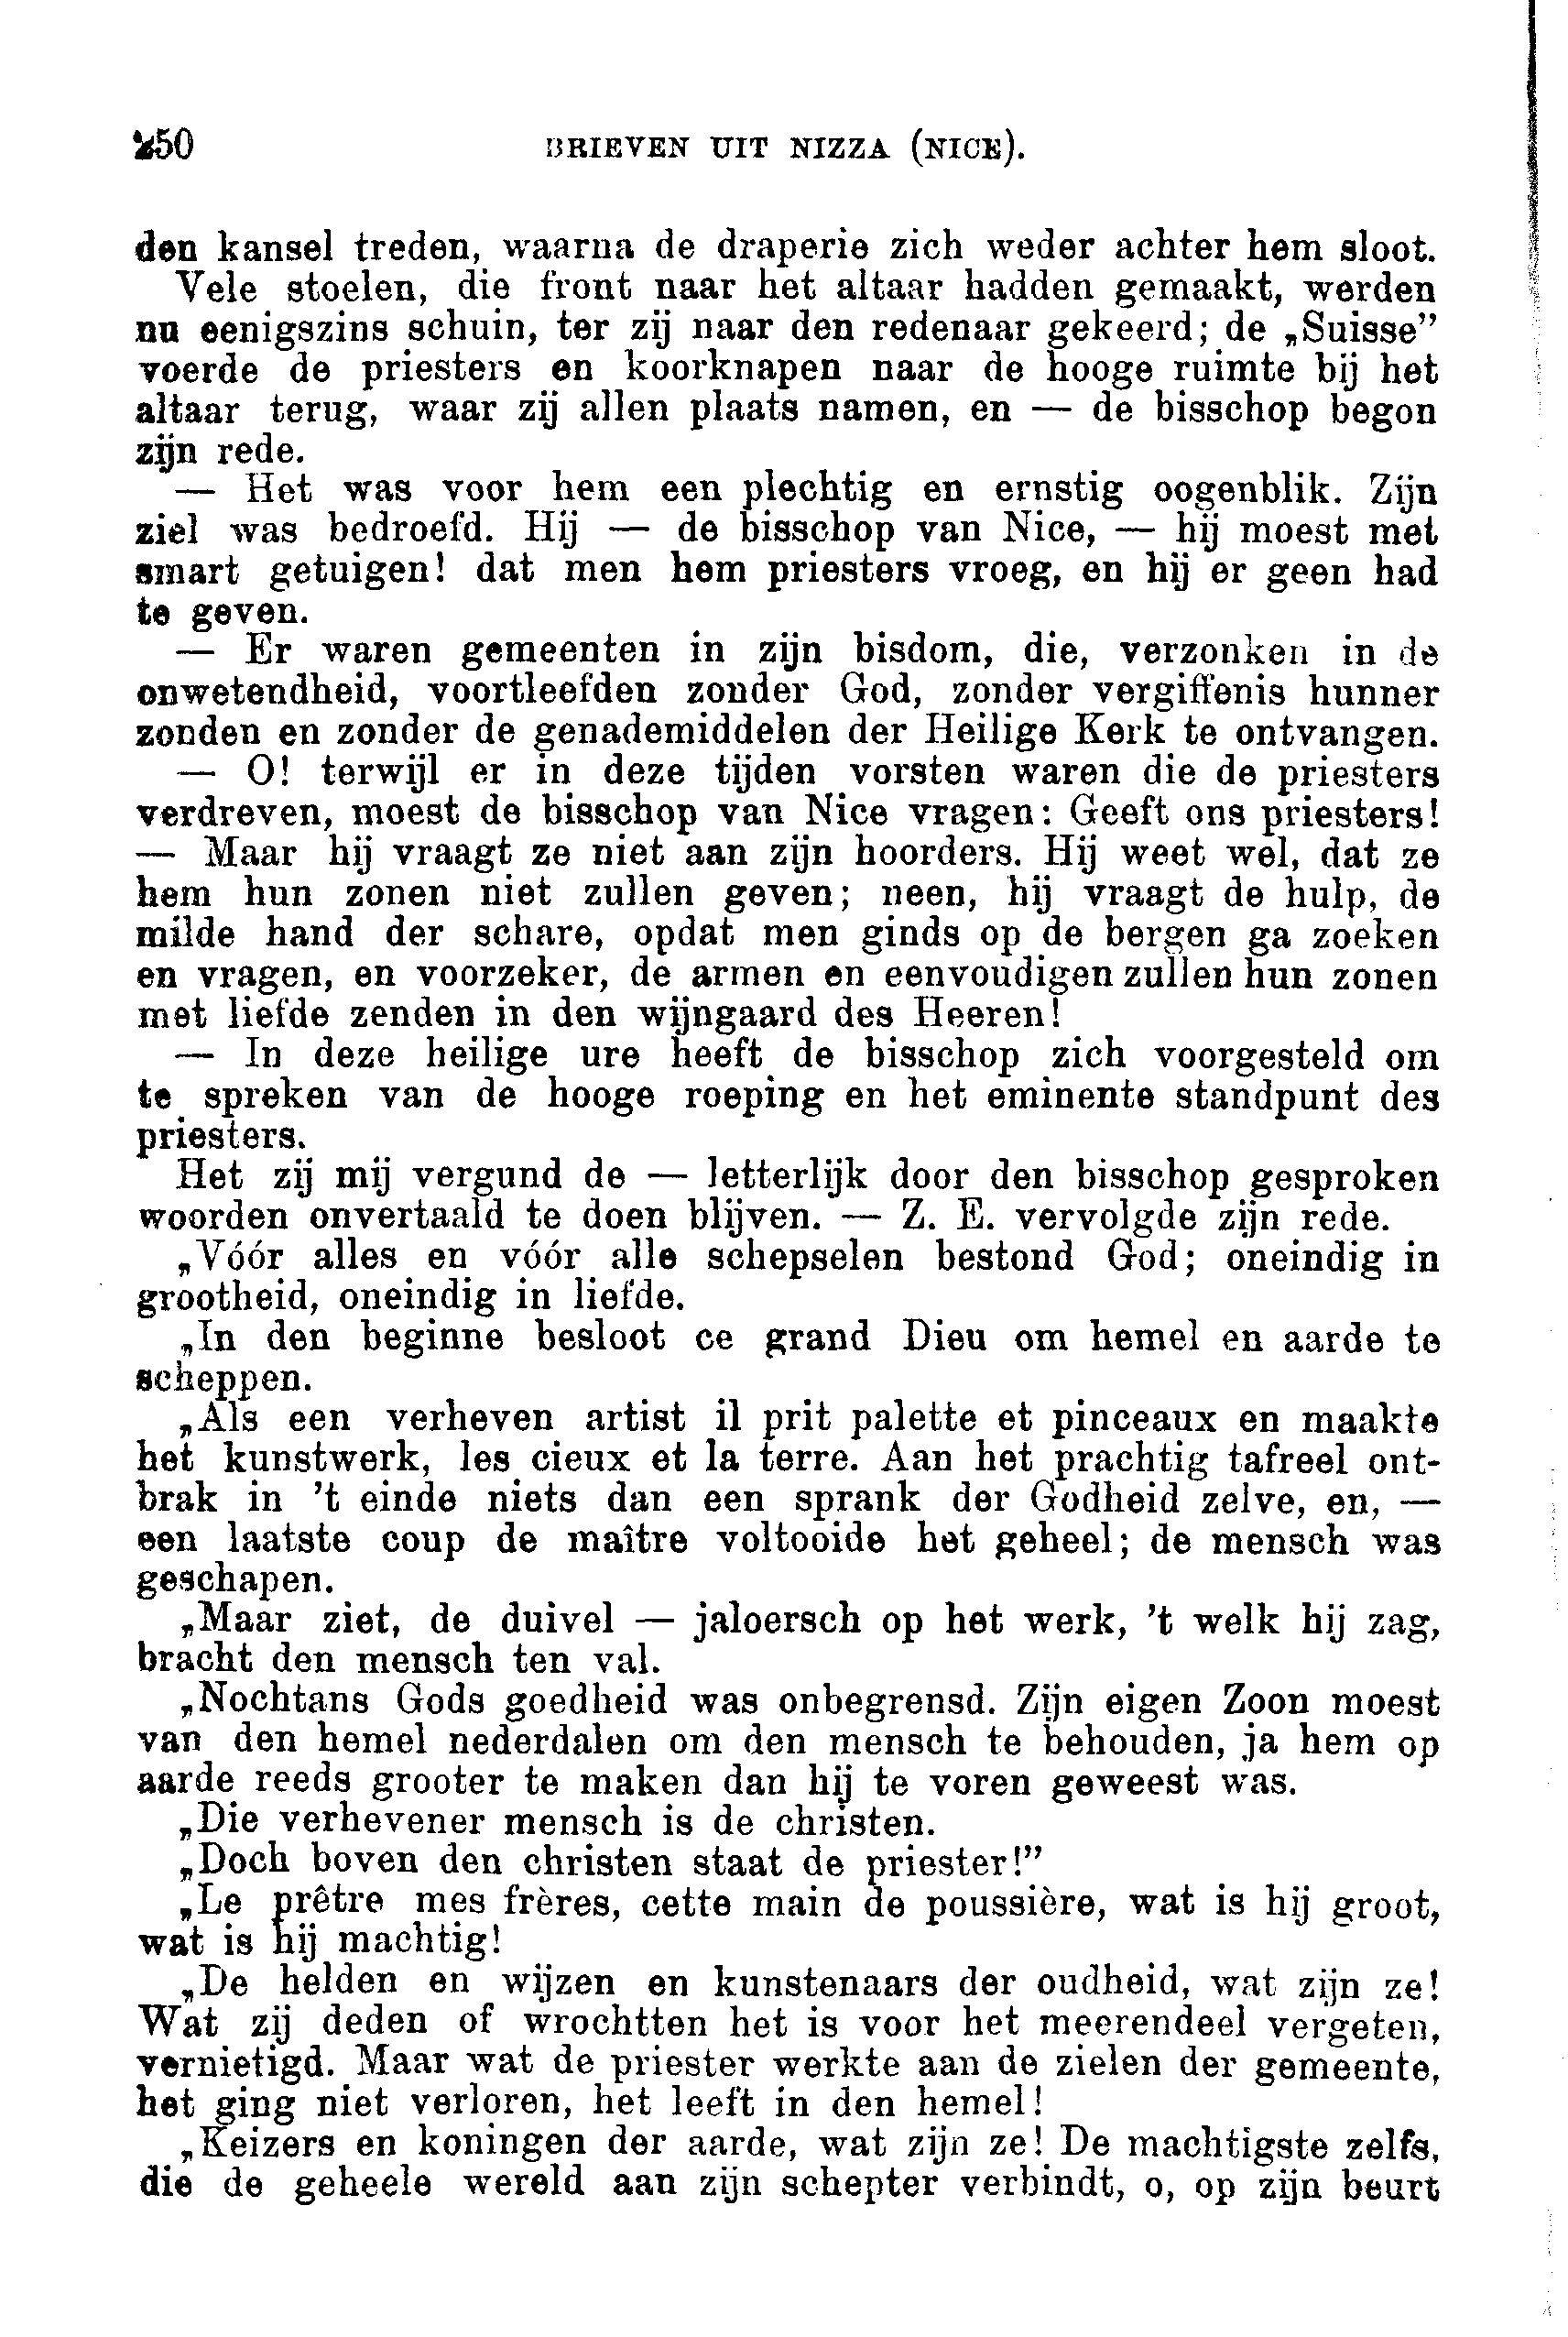 250 BRIEVEN UIT NIZZA (NICE).
den kansel treden, waarna de draperie zich weder achter hem sloot.
Vele stoelen, die front naar het altaar hadden gemaakt, werden
nu eenigszins schuin, ter zij naar den redenaar gekeerd; de „Suisse”
voerde de priesters en koorknapen naar de hooge ruimte bij het
altaar terug, waar zij allen plaats namen, en — de bisschop begon
zijn rede.
— Het was voor hem een plechtig en ernstig oogenblik. Zijn
ziel was bedroefd. Hij — de bisschop van Nice, — hij moest met
smart getuigen! dat men hem priesters vroeg, en hij er geen had
te geven.
— Er waren gemeenten in zijn bisdom, die, verzonken in de
onwetendheid, voortleefden zonder God, zonder vergiffenis hunner
zonden en zonder de genademiddelen der Heilige Kerk te ontvangen.
— O! terwijl er in deze tijden vorsten waren die de priesters
verdreven, moest de bisschop van Nice vragen: Geeft ons priesters!
— Maar hij vraagt ze niet aan zijn hoorders. Hij weet wel, dat ze
hem hun zonen niet zullen geven; neen, hij vraagt de hulp, de
milde hand der schare, opdat men ginds op de bergen ga zoeken
en vragen, en voorzeker, de armen en eenvoudigen zullen hun zonen
met liefde zenden in den wijngaard des Heeren!
— In deze heilige ure heeft de bisschop zich voorgesteld om
te spreken van de hooge roeping en het eminente standpunt des
priesters.
Het zij mij vergund de — letterlijk door den bisschop gesproken
woorden onvertaald te doen blijven. — Z. E. vervolgde zijn rede.
„Vóór alles en vóór alle schepselen bestond God; oneindig in
grootheid, oneindig in liefde.
„In den beginne besloot ce grand Dieu om hemel en aarde te
scheppen.
„Als een verheven artist il prit palette et pinceaux en maakte
het kunstwerk, les cieux et la terre. Aan het prachtig tafreel ont-
brak in ’t einde niets dan een sprank der Godheid zelve, en, —
een laatste coup de maître voltooide het geheel; de mensch was
geschapen.
„Maar ziet, de duivel — jaloersch op het werk, ’t welk hij zag,
bracht den mensch ten val.
„Nochtans Gods goedheid was onbegrensd. Zijn eigen Zoon moest
van den hemel nederdalen om den mensch te behouden, ja hem op
aarde reeds grooter te maken dan hij te voren geweest was.
„Die verhevener mensch is de christen.
„Doch boven den christen staat de priester!”
„Le prêtre mes frères, cette main de poussière, wat is hij groot,
wat is hij machtig!
„De helden en wijzen en kunstenaars der oudheid, wat zijn ze!
Wat zij deden of wrochtten het is voor het meerendeel vergeten,
vernietigd. Maar wat de priester werkte aan de zielen der gemeente,
het ging niet verloren, het leeft in den hemel!
„Keizers en koningen der aarde, wat zijn ze! De machtigste zelfs,
die de geheele wereld aan zijn schepter verbindt, o, op zijn beurt